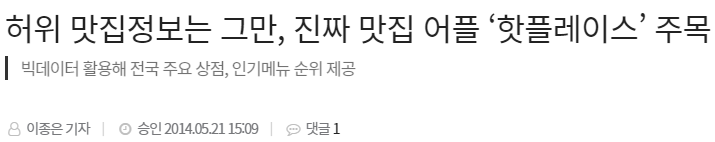 허위 맛집정보는 그만, 진짜 맛집 어플 ‘핫플레이스’ 주목
빅데이터 활용해 전국 주요 상점, 인기메뉴 순위 제공
이종은 기자 | 승인 2014.05.21 15:09 | 댓글 1